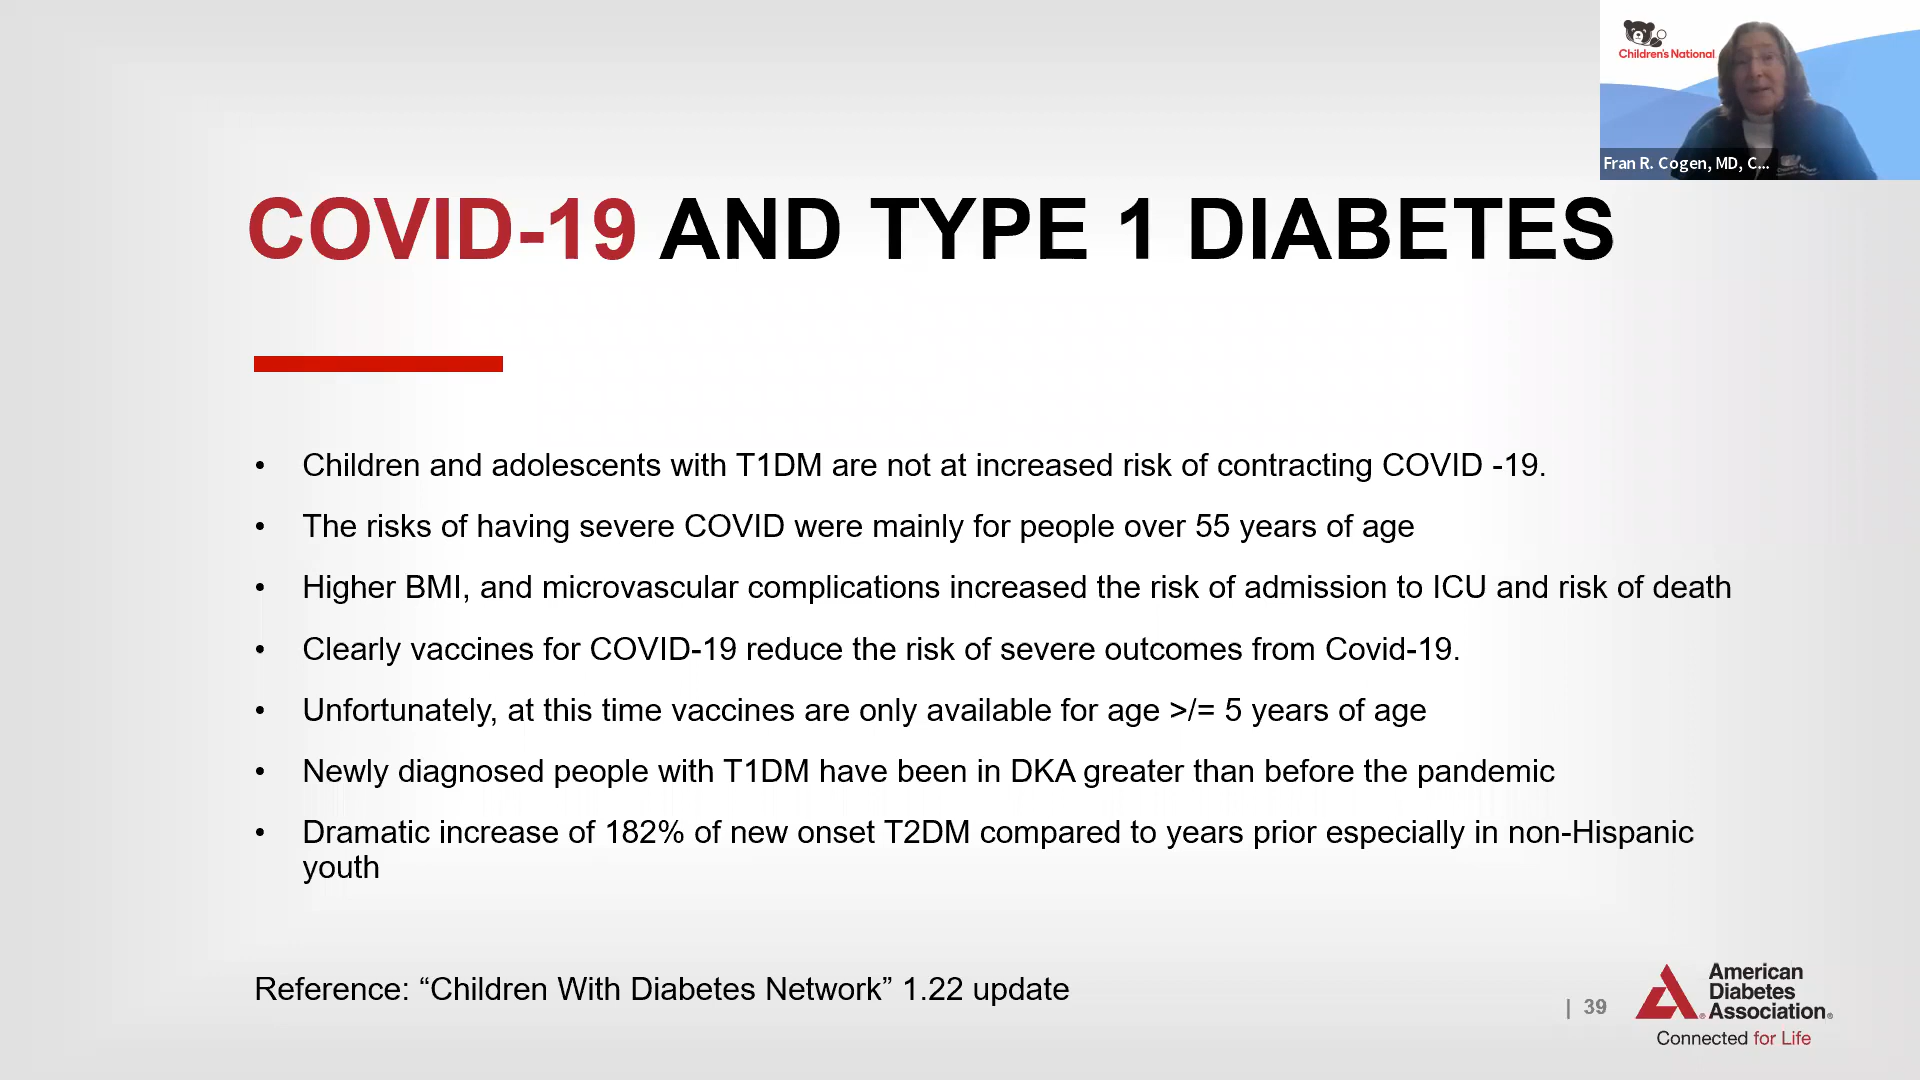 Children's National
Fran R. Cogen, MD, C...
COVID-19 AND TYPE 1 DIABETES
• Children and adolescents with T1DM are not at increased risk of contracting COVID -19.
• The risks of having severe COVID were mainly for people over 55 years of age
• Higher BMI, and microvascular complications increased the risk of admission to ICU and risk of death
• Clearly vaccines for COVID-19 reduce the risk of severe outcomes from Covid-19.
• Unfortunately, at this time vaccines are only available for age >/= 5 years of age
• Newly diagnosed people with T1DM have been in DKA greater than before the pandemic
• Dramatic increase of 182% of new onset T2DM compared to years prior especially in non-Hispanic
youth
Reference: “Children With Diabetes Network” 1.22 update
| 39
American
Diabetes
® Association®
Connected for Life